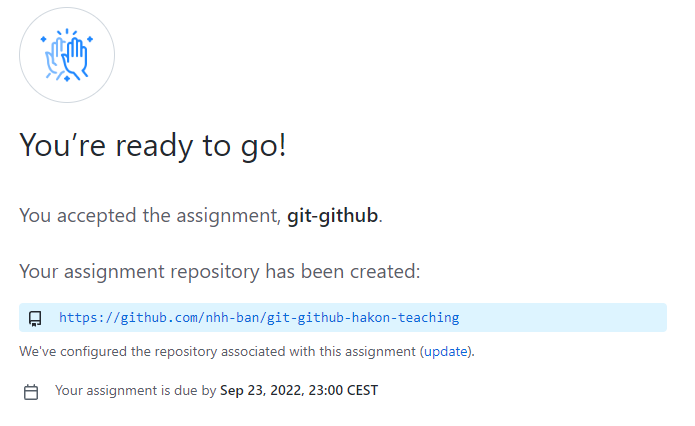 You're ready to go!
You accepted the assignment, git-github.
Your assignment repository has been created:
https://github.com/nhh-ban/git-github-hakon-teaching
We've configured the repository associated with this assignment (update).
Your assignment is due by Sep 23, 2022, 23:00 CEST